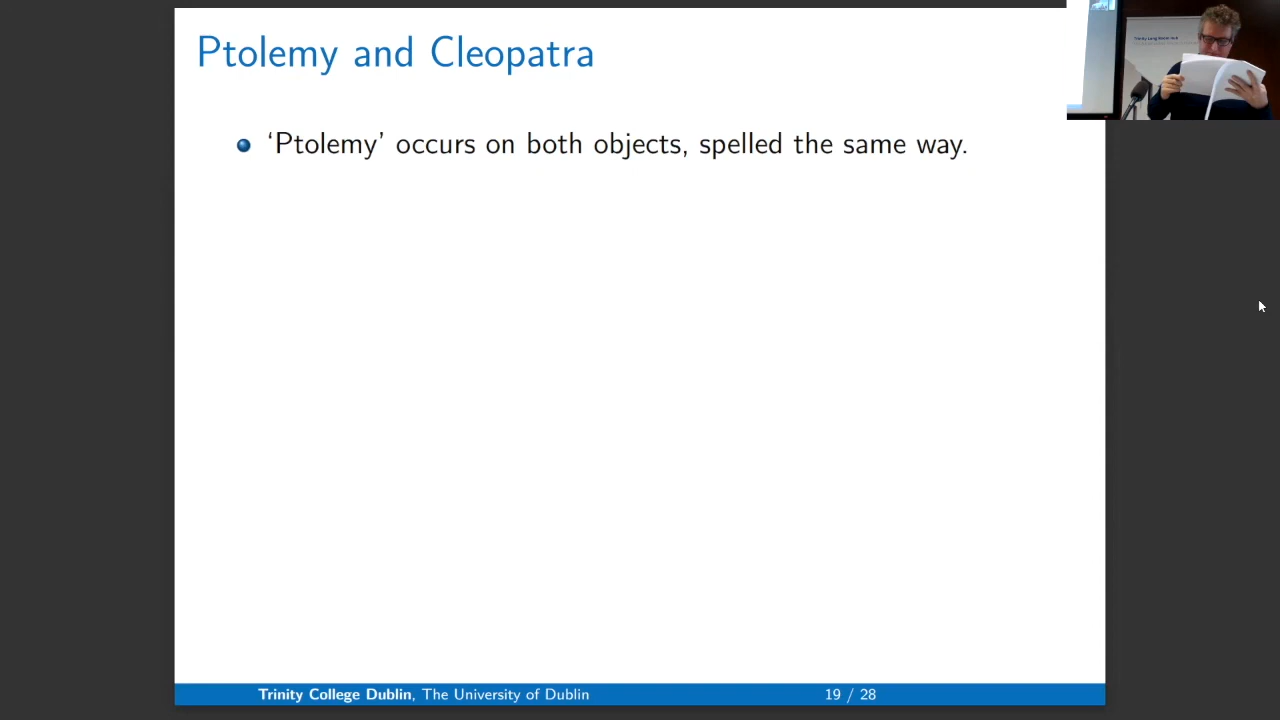 Ptolemy and Cleopatra
‘Ptolemy’ occurs on both objects, spelled the same way.
Trinity College Dublin, The University of Dublin
19 / 28